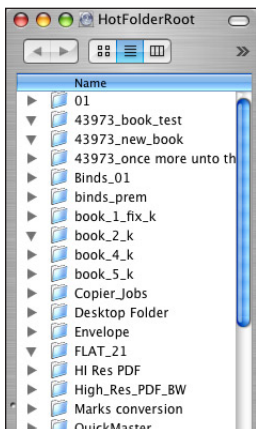 HotFolderRoot
Name
01
43973_book_test
43973_new_book
43973_once more unto th
Binds_01
binds_prem
book_1_fix_k
book_2_k
book_4_k
book_5_k
Copier_Jobs
Desktop Folder
Envelope
FLAT_21
HI Res PDF
High_Res_PDF_BW
Marks conversion
QuickMaster